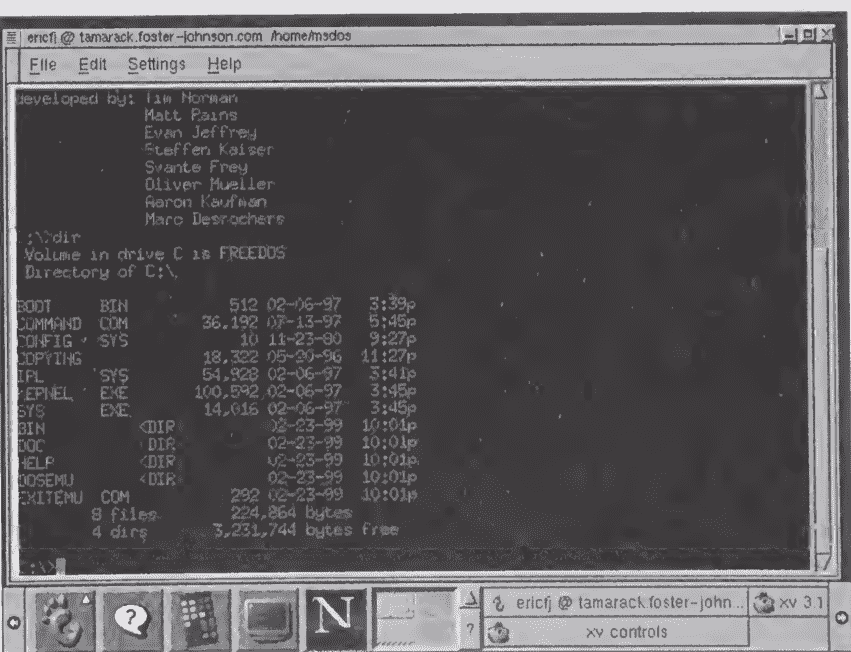 ericfj @ tamarack.foster-johnson.com /home/msdos
File Edit Settings Help
developed by: Tim Norman
Matt Rains
Evan Jeffrey
Steffen Kaiser
Svante Frey
Oliver Mueller
Aaron Kaufman
Marc Desrochers
:\>dir
Volume in drive C is FREEDOS
Directory of C:\
BOOT BIN 512 02-06-97 3:39p
COMMAND COM 36,192 07-13-97 5:45p
CONFIG SYS 10 11-23-80 9:27p
COPYING 18,322 05-20-96 11:27p
IPL SYS 54,928 02-06-97 3:41p
KERNEL EXE 100,592 02-06-97 3:45p
SYS EXE 14,016 02-06-97 3:45p
BIN <DIR 02-23-99 10:01p
DOC <DIR 02-23-99 10:01p
HELP <DIR 02-23-99 10:01p
DOSEMU <DIR 02-23-99 10:01p
EXITEMU COM 292 02-23-99 10:01p
8 files 224,864 bytes
4 dirs 3,231,744 bytes free
C:\>
N
ericfj @ tamarack.foster-john...
xv 3.1
?
?
xv controls